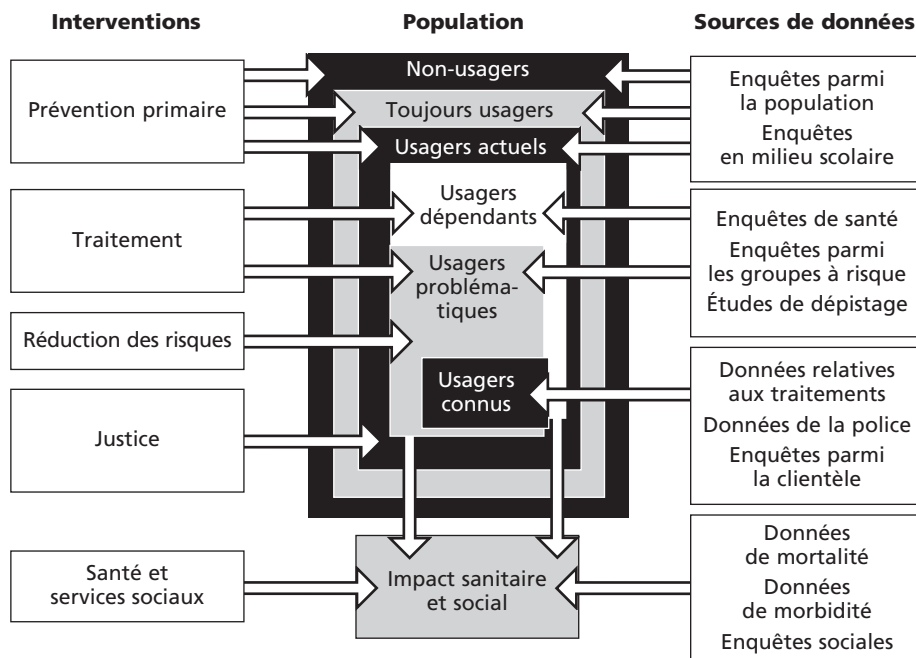 Interventions
Population
Sources de données
Prévention primaire
Traitement
Réduction des risques
Justice
Santé et
services sociaux
Non-usagers
Toujours usagers
Usagers actuels
Usagers
dépendants
Usagers
probléma-
tiques
Usagers
connus
Impact sanitaire
et social
Enquêtes parmi
la population
Enquêtes
en milieu scolaire
Enquêtes de santé
Enquêtes parmi
les groupes à risque
Études de dépistage
Données relatives
aux traitements
Données de la police
Enquêtes parmi
la clientèle
Données
de mortalité
Données
de morbidité
Enquêtes sociales